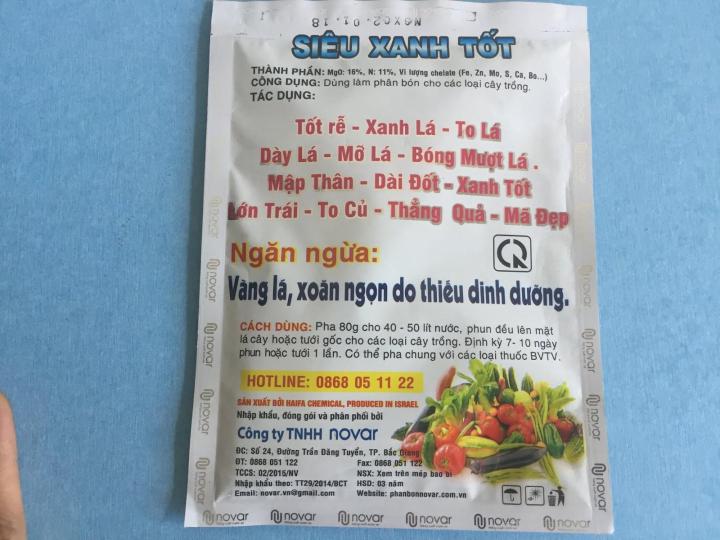 NSX02.01.18
SIÊU XANH TỐT
THÀNH PHẦN: MgO: 16%, N: 11%, Vi lượng chelate (Fe, Zn, Mo, S, Ca, Bo...)
CÔNG DỤNG: Dùng làm phân bón cho các loại cây trồng.
TÁC DỤNG:
Tốt rễ - Xanh Lá - To Lá
Dày Lá - Mỡ Lá - Bóng Mượt Lá .
Mập Thân - Dài Đốt - Xanh Tốt
Lớn Trái - To Củ - Thẳng Quả - Mã Đẹp
Ngăn ngừa:
Vàng lá, xoăn ngọn do thiếu dinh dưỡng.
CÁCH DÙNG: Pha 80g cho 40 - 50 lít nước, phun đều lên mặt
lá cây hoặc tưới gốc cho các loại cây trồng. Định kỳ 7- 10 ngày
phun hoặc tưới 1 lần. Có thể pha chung với các loại thuốc BVTV.
HOTLINE: 0868 05 11 22
SẢN XUẤT BỞI HAIFA CHEMICAL, PRODUCED IN ISRAEL
Nhập khẩu, đóng gói và phân phối bởi
Công ty TNHH novar
ĐC: Số 24, Đường Trần Đăng Tuyển, TP. Bắc Giang
ĐT: 0868 051 122 Fax: 0868 051 122
TCCS: 02/2015/NV NSX: Xem trên mép bao bì
Nhập khẩu theo: TT29/2014/BCT HSD: 03 năm
Email: novar.vn@gmail.com Website: phanbonnovar.com.vn
novar novar novar novar novar